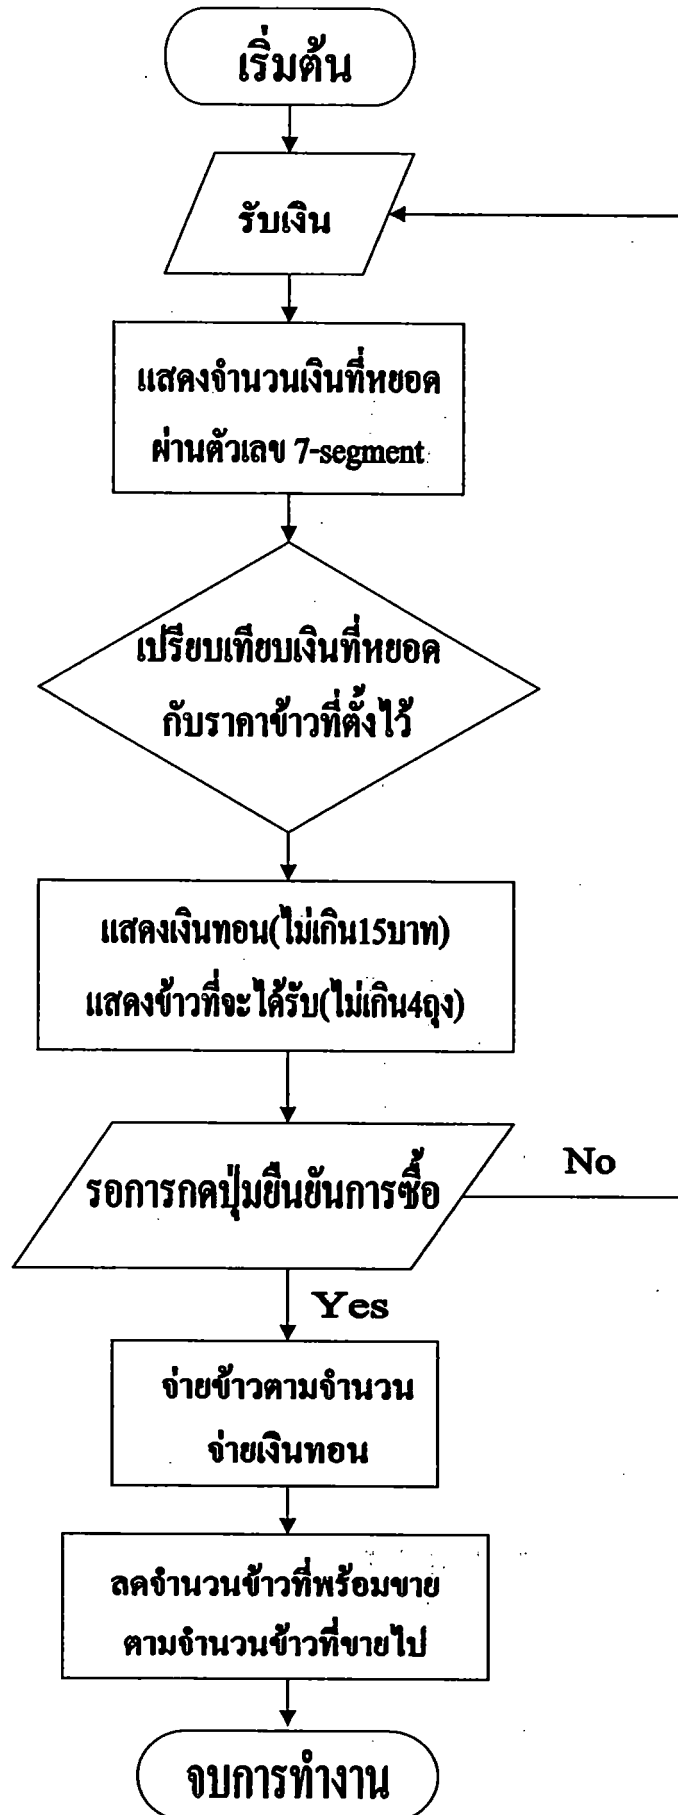 เริ่มต้น
รับเงิน
แสดงจำนวนเงินที่หยอด
ผ่านตัวเลข 7-segment
เปรียบเทียบเงินที่หยอด
กับราคาข้าวที่ตั้งไว้
แสดงเงินทอน(ไม่เกิน15บาท)
แสดงข้าวที่จะได้รับ(ไม่เกิน4ถุง)
รอการกดปุ่มยืนยันการซื้อ
No
Yes
จ่ายข้าวตามจำนวน
จ่ายเงินทอน
ลดจำนวนข้าวที่พร้อมขาย
ตามจำนวนข้าวที่ขายไป
จบการทำงาน